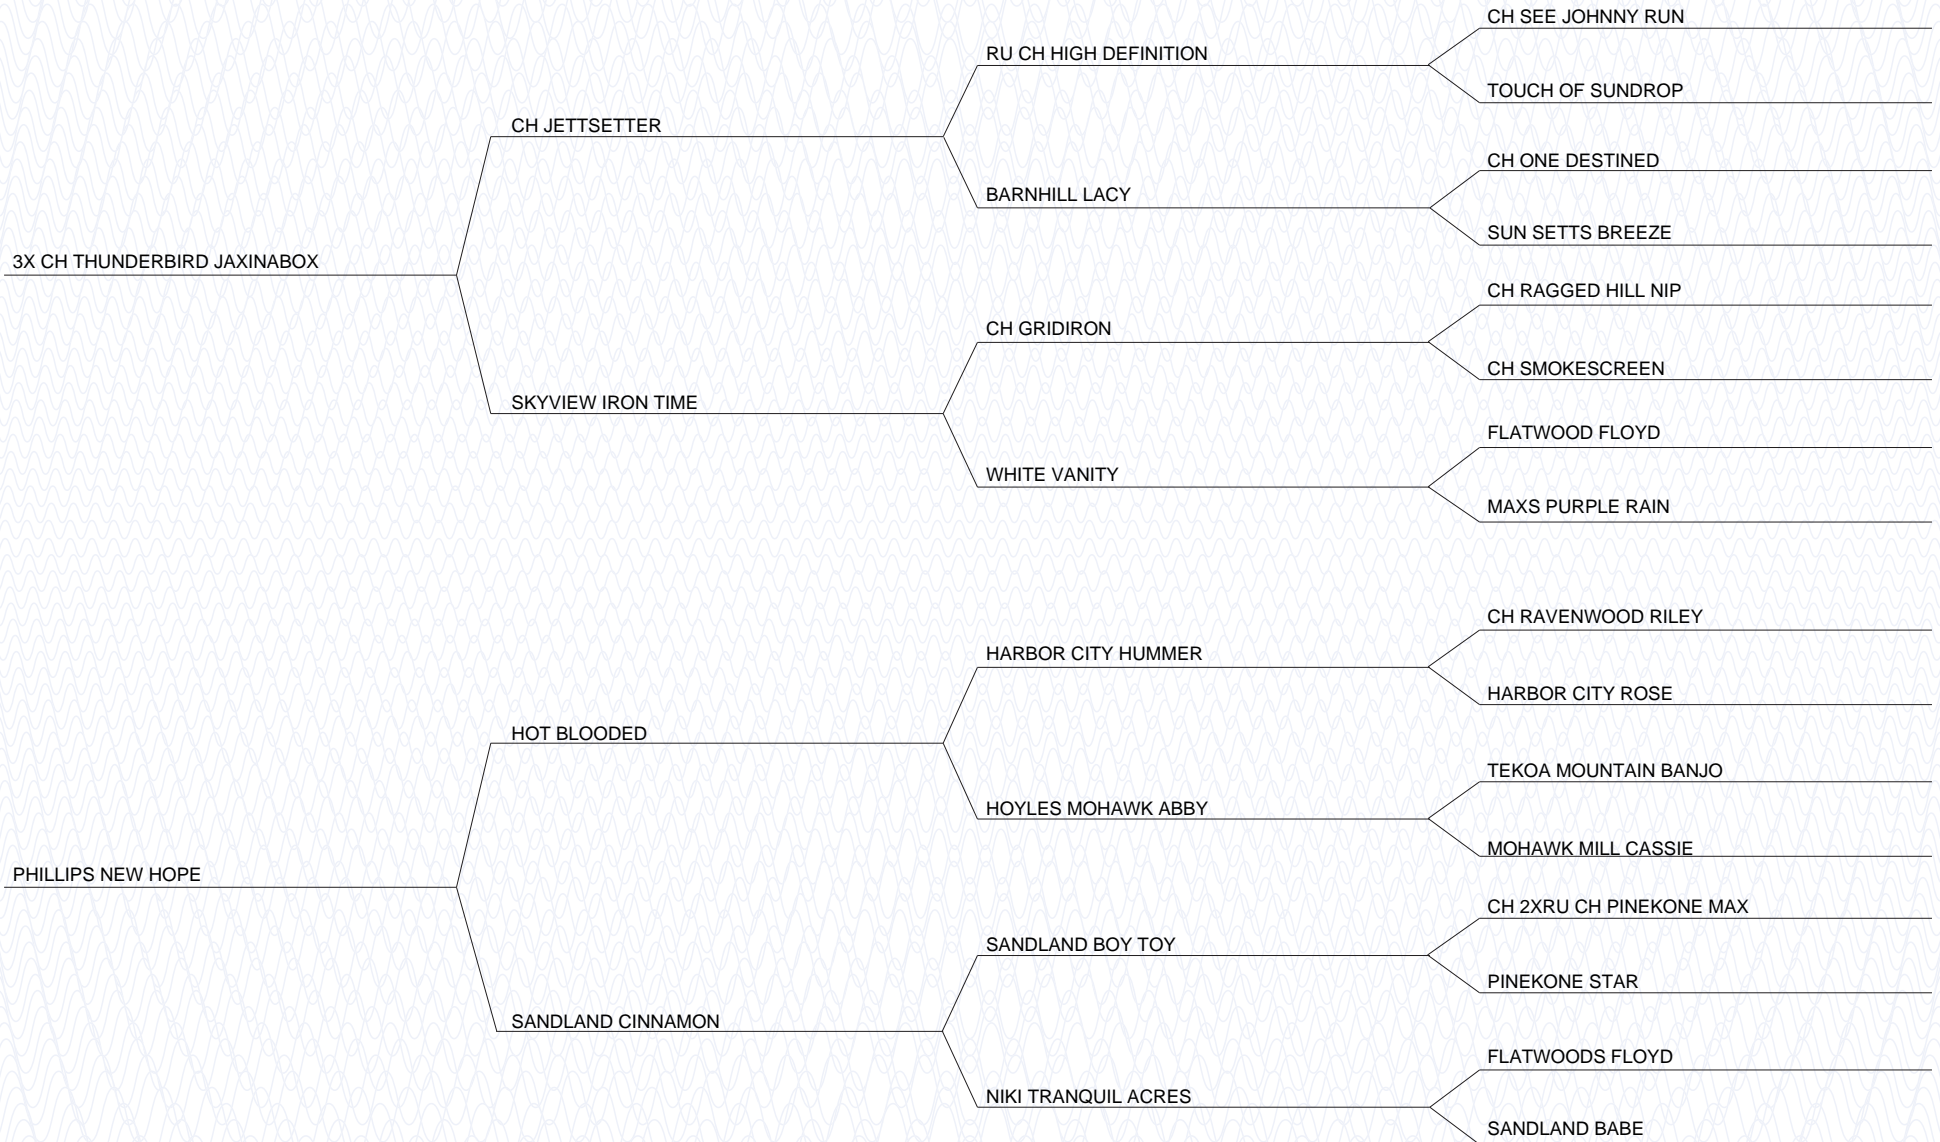 CH SEE JOHNNY RUN
RU CH HIGH DEFINITION
TOUCH OF SUNDROP
CH JETTSETTER
CH ONE DESTINED
BARNHILL LACY
SUN SETTS BREEZE
3X CH THUNDERBIRD JAXINABOX
CH RAGGED HILL NIP
CH GRIDIRON
CH SMOKESCREEN
SKYVIEW IRON TIME
FLATWOOD FLOYD
WHITE VANITY
MAXS PURPLE RAIN
CH RAVENWOOD RILEY
HARBOR CITY HUMMER
HARBOR CITY ROSE
HOT BLOODED
TEKOA MOUNTAIN BANJO
HOYLES MOHAWK ABBY
MOHAWK MILL CASSIE
PHILLIPS NEW HOPE
CH 2XRU CH PINEKONE MAX
SANDLAND BOY TOY
PINEKONE STAR
SANDLAND CINNAMON
FLATWOODS FLOYD
NIKI TRANQUIL ACRES
SANDLAND BABE